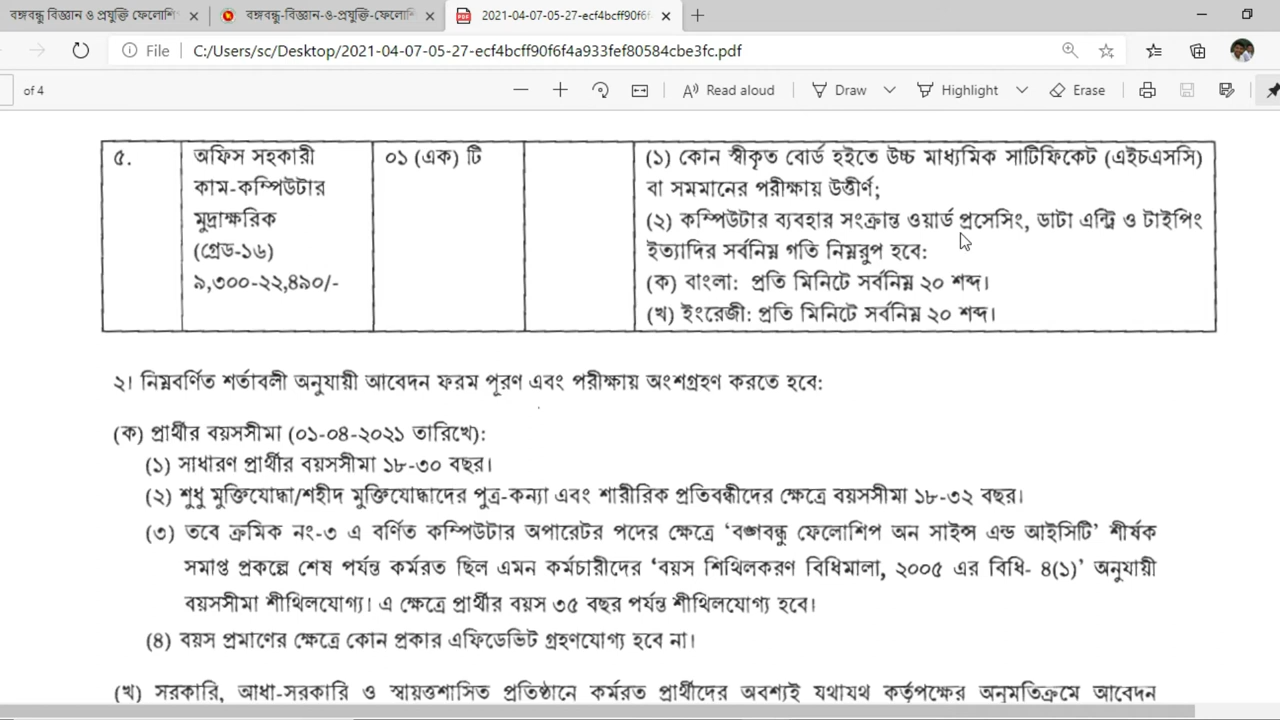 বঙ্গবন্ধু বিজ্ঞান ও প্রযুক্তি ফেলোশি
বঙ্গবন্ধু-বিজ্ঞান-ও-প্রযুক্তি-ফেলোশি
2021-04-07-05-27-ecf4bcff90f6f
File C:/Users/sc/Desktop/2021-04-07-05-27-ecf4bcff90f6f4a933fef80584cbe3fc.pdf
of 4 Read aloud Draw Highlight Erase
৫. অফিস সহকারী ০১ (এক) টি (১) কোন স্বীকৃত বোর্ড হইতে উচ্চ মাধ্যমিক সার্টিফিকেট (এইচএসসি)
কাম-কম্পিউটার বা সমমানের পরীক্ষায় উত্তীর্ণ;
মুদ্রাক্ষরিক (২) কম্পিউটার ব্যবহার সংক্রান্ত ওয়ার্ড প্রসেসিং, ডাটা এন্ট্রি ও টাইপিং
(গ্রেড-১৬) ইত্যাদির সর্বনিম্ন গতি নিম্নরুপ হবে:
৯,৩০০-২২,৪৯০/- (ক) বাংলা: প্রতি মিনিটে সর্বনিম্ন ২০ শব্দ।
(খ) ইংরেজী: প্রতি মিনিটে সর্বনিম্ন ২০ শব্দ।
২। নিম্নবর্ণিত শর্তাবলী অনুযায়ী আবেদন ফরম পূরণ এবং পরীক্ষায় অংশগ্রহণ করতে হবে:
(ক) প্রার্থীর বয়সসীমা (০১-০৪-২০২১ তারিখে):
(১) সাধারণ প্রার্থীর বয়সসীমা ১৮-৩০ বছর।
(২) শুধু মুক্তিযোদ্ধা/শহীদ মুক্তিযোদ্ধাদের পুত্র-কন্যা এবং শারীরিক প্রতিবন্ধীদের ক্ষেত্রে বয়সসীমা ১৮-৩২ বছর।
(৩) তবে ক্রমিক নং-৩ এ বর্ণিত কম্পিউটার অপারেটর পদের ক্ষেত্রে ‘বঙ্গবন্ধু ফেলোশিপ অন সাইন্স এন্ড আইসিটি’ শীর্ষক
সমাপ্ত প্রকল্পে শেষ পর্যন্ত কর্মরত ছিল এমন কর্মচারীদের ‘বয়স শিথিলকরণ বিধিমালা, ২০০৫ এর বিধি- ৪(১)’ অনুযায়ী
বয়সসীমা শীথিলযোগ্য। এ ক্ষেত্রে প্রার্থীর বয়স ৩৫ বছর পর্যন্ত শীথিলযোগ্য হবে।
(৪) বয়স প্রমাণের ক্ষেত্রে কোন প্রকার এফিডেভিট গ্রহণযোগ্য হবে না।
(খ) সরকারি, আধা-সরকারি ও স্বায়ত্তশাসিত প্রতিষ্ঠানে কর্মরত প্রার্থীদের অবশ্যই যথাযথ কর্তৃপক্ষের অনুমতিক্রমে আবেদন